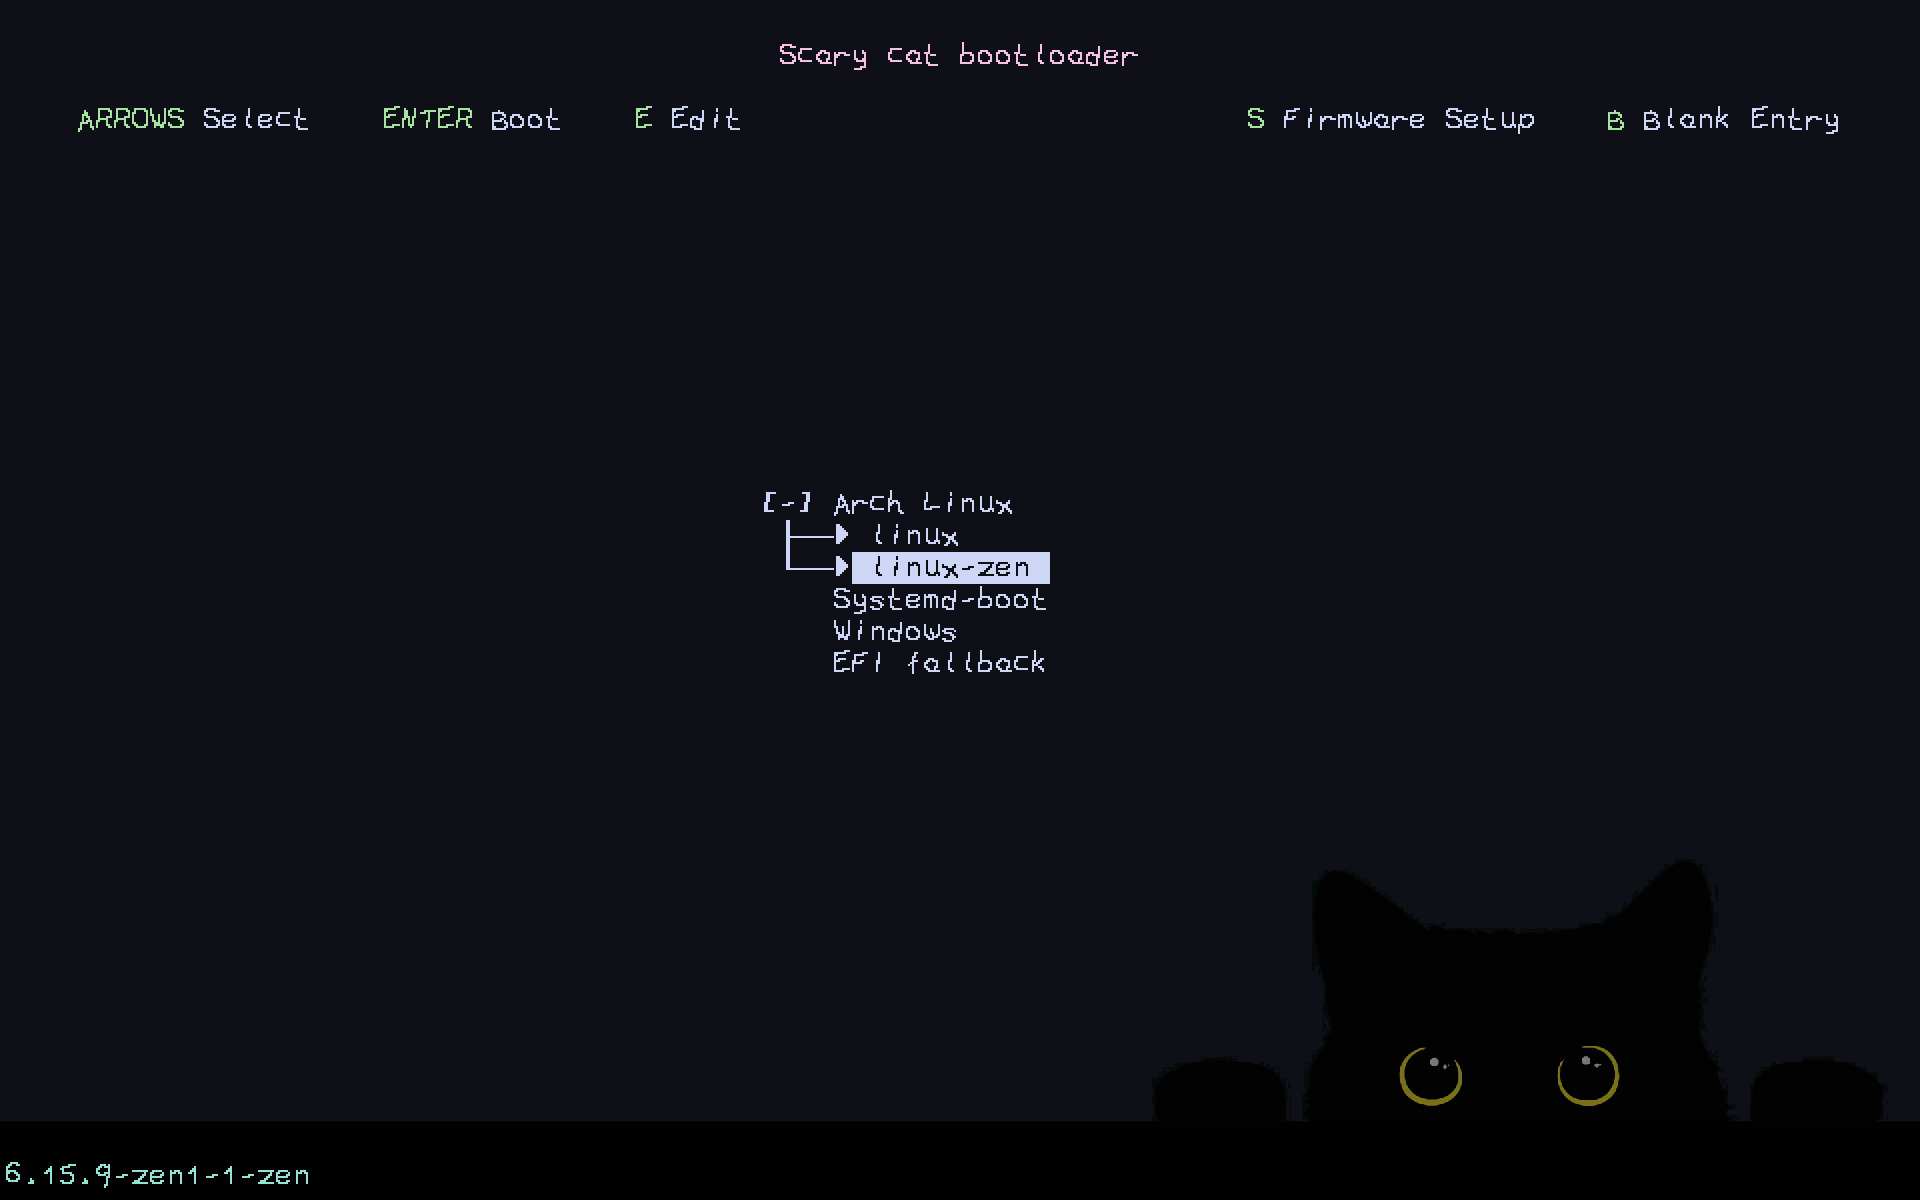 Scary cat bootloader
ARROWS Select ENTER Boot E Edit S Firmware Setup B Blank Entry
[-] Arch Linux
linux
linux-zen
Systemd-boot
Windows
EFI fallback
6.15.9-zen1-1-zen